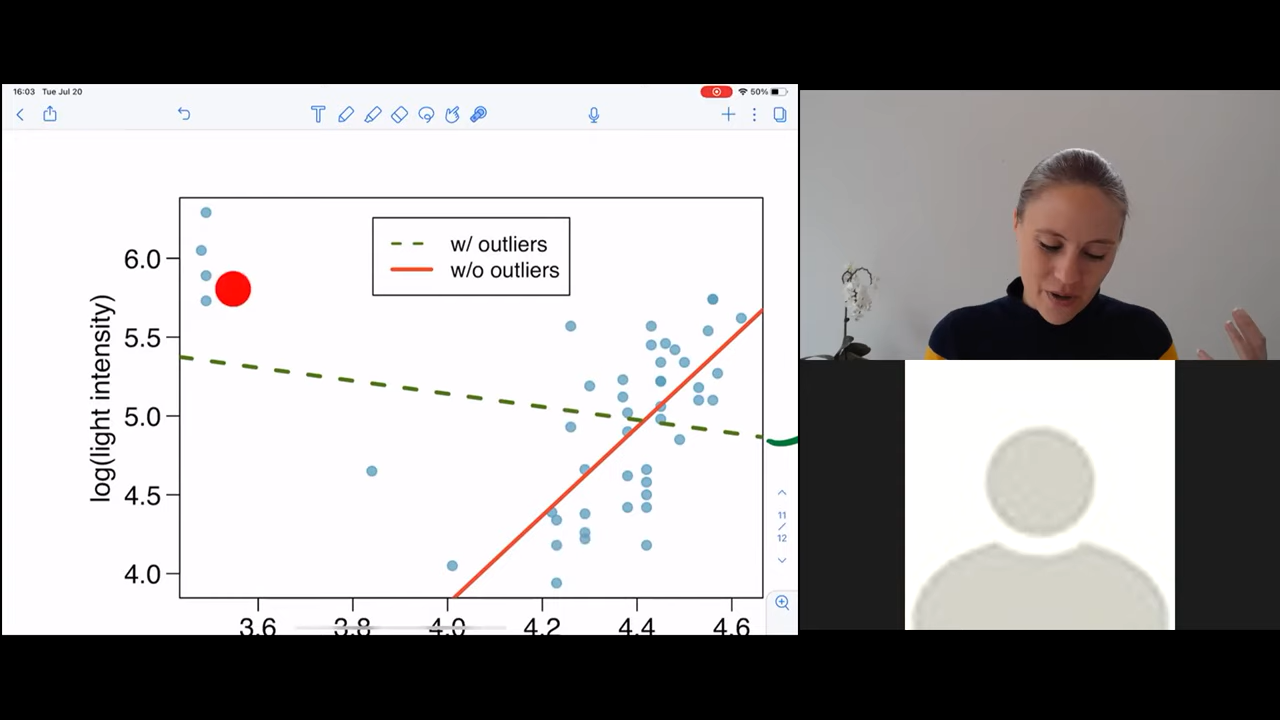 16:03 Tue Jul 20
50%
T
w/ outliers
w/o outliers
log(light intensity)
6.0
5.5
5.0
4.5
4.0
3.6 3.8 4.0 4.2 4.4 4.6
11
/
12